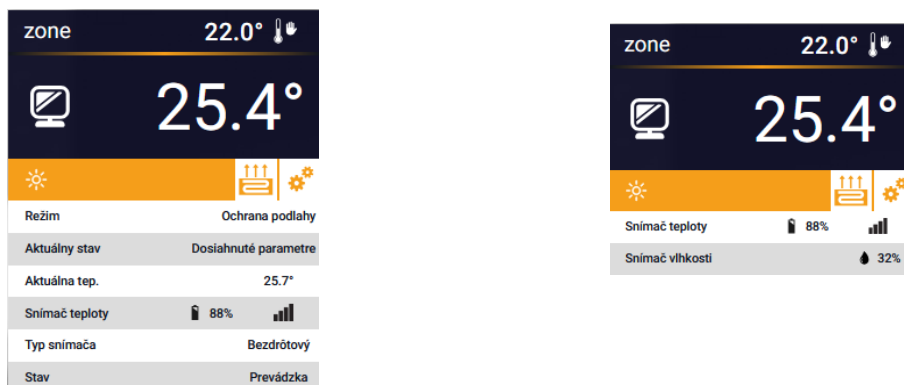 zone 22.0°
25.4°
Režim Ochrana podlahy
Aktuálny stav Dosiahnuté parametre
Aktuálna tep. 25.7°
Snímač teploty 88%
Typ snímača Bezdrôtový
Stav Prevádzka
zone 22.0°
25.4°
Snímač teploty 88%
Snímač vlhkosti 32%